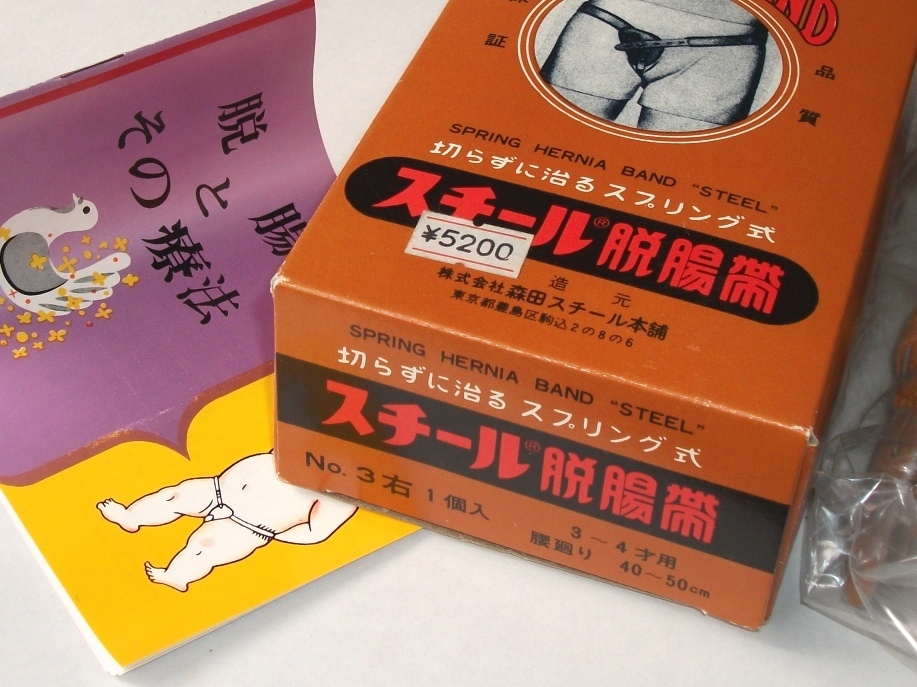 脱腸と
その療法
ND
証
品質
SPRING HERNIA BAND "STEEL"
切らずに治るスプリング式
スチール®脱腸帯
¥5200
造元
株式会社森田スチール本舗
東京都豊島区駒込2の8の6
SPRING HERNIA BAND "STEEL"
切らずに治るスプリング式
スチール®脱腸帯
No. 3右1個入
3～4才用
腰廻り 40～50cm